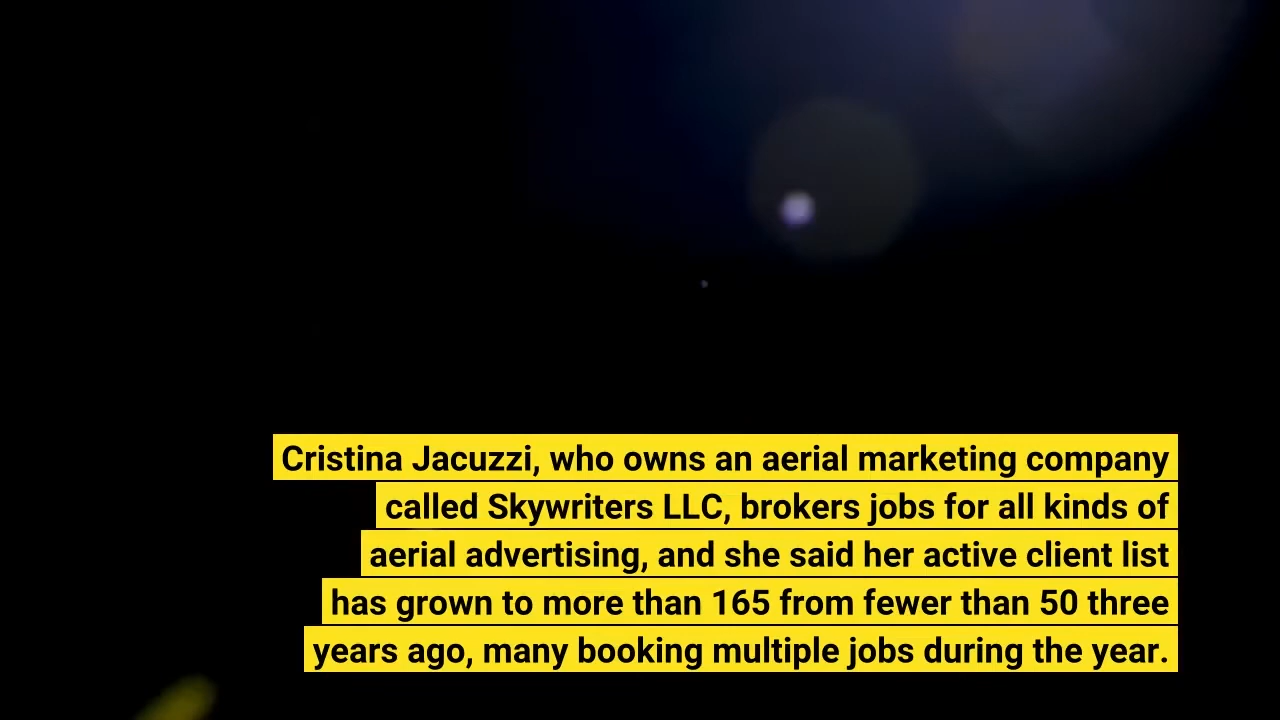 Cristina Jacuzzi, who owns an aerial marketing company
called Skywriters LLC, brokers jobs for all kinds of
aerial advertising, and she said her active client list
has grown to more than 165 from fewer than 50 three
years ago, many booking multiple jobs during the year.